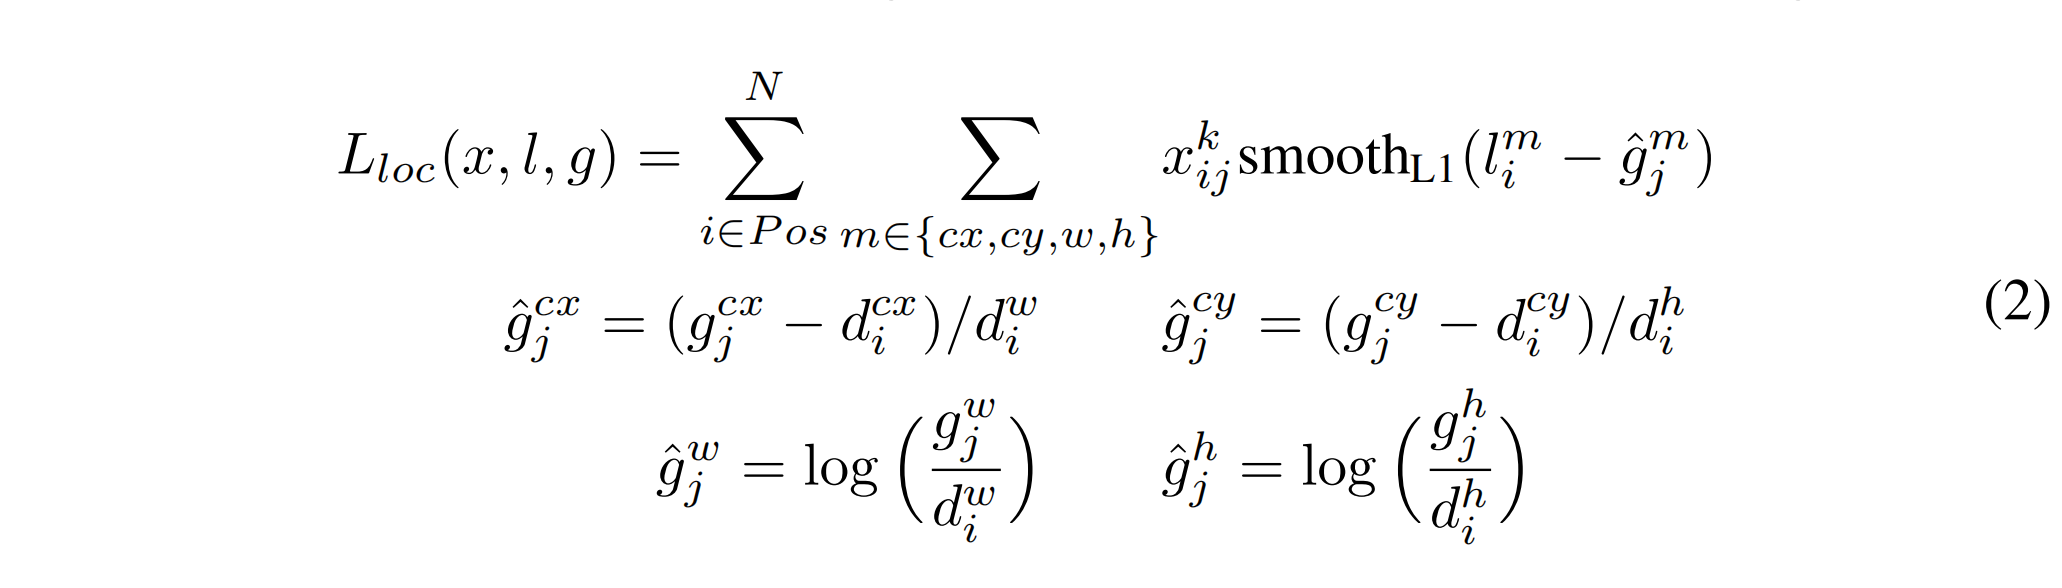 $L_{loc}(x, l, g) = \sum_{i \in Pos}^{N} \sum_{m \in \{cx, cy, w, h\}} x_{ij}^{k} \text{smooth}_{\text{L1}}(l_i^m - \hat{g}_j^m)$
$\hat{g}_j^{cx} = (g_j^{cx} - d_i^{cx}) / d_i^w \qquad \hat{g}_j^{cy} = (g_j^{cy} - d_i^{cy}) / d_i^h$ (2)
$\hat{g}_j^w = \log\left(\frac{g_j^w}{d_i^w}\right) \qquad \hat{g}_j^h = \log\left(\frac{g_j^h}{d_i^h}\right)$